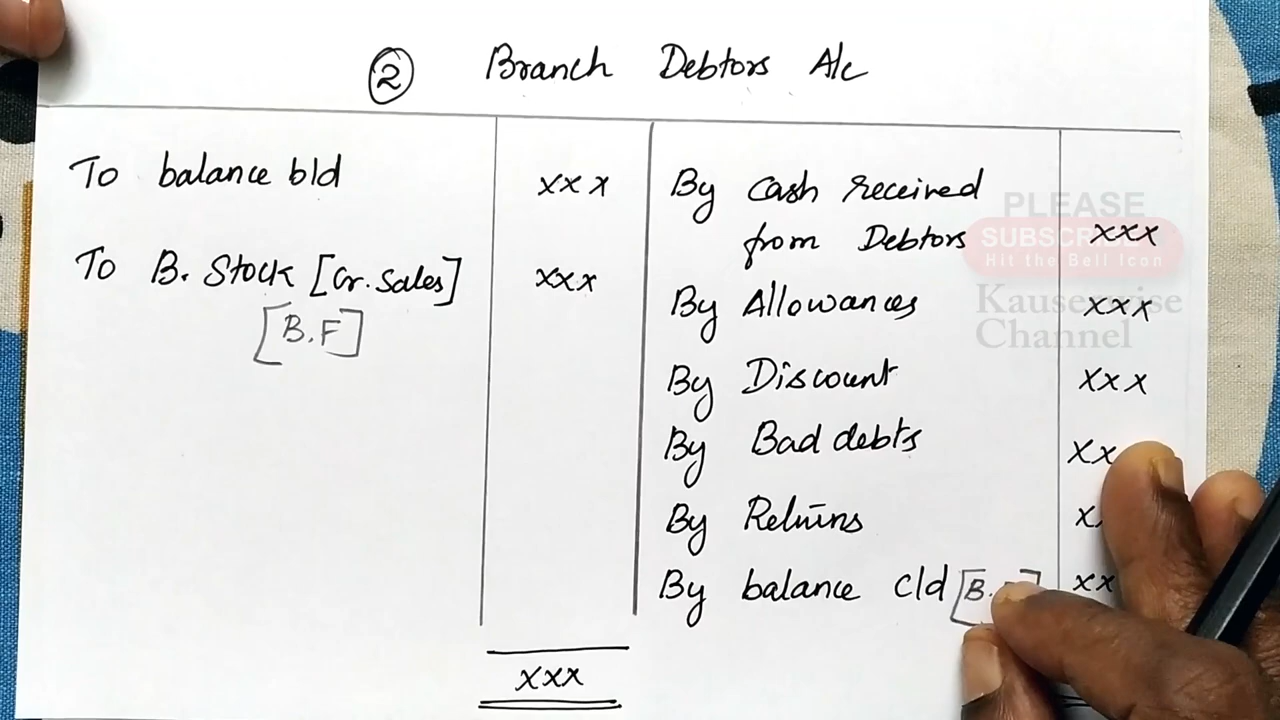 ② Branch Debtors A/c
To balance b/d xxx
To B. Stock [Cr. Sales] xxx
[B.F]
By Cash received
from Debtors xxx
By Allowances xxx
By Discount xxx
By Bad debts xx
By Returns x
By balance c/d [B. xx
xxx
PLEASE
SUBSCRIBE
Hit the Bell Icon
Kausewise
Channel